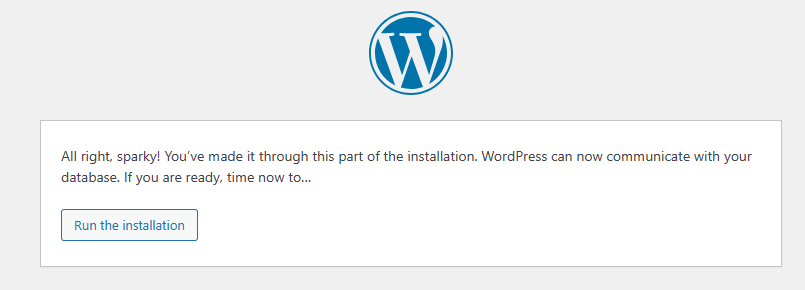 All right, sparky! You’ve made it through this part of the installation. WordPress can now communicate with your
database. If you are ready, time now to…
Run the installation